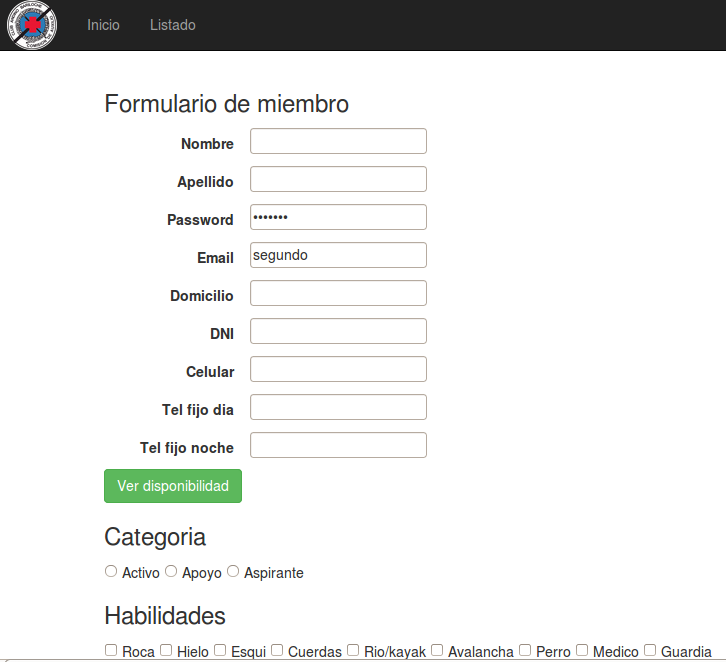 Inicio Listado
Formulario de miembro
Nombre
Apellido
Password •••••••
Email segundo
Domicilio
DNI
Celular
Tel fijo dia
Tel fijo noche
Ver disponibilidad
Categoria
Activo Apoyo Aspirante
Habilidades
Roca Hielo Esqui Cuerdas Rio/kayak Avalancha Perro Medico Guardia